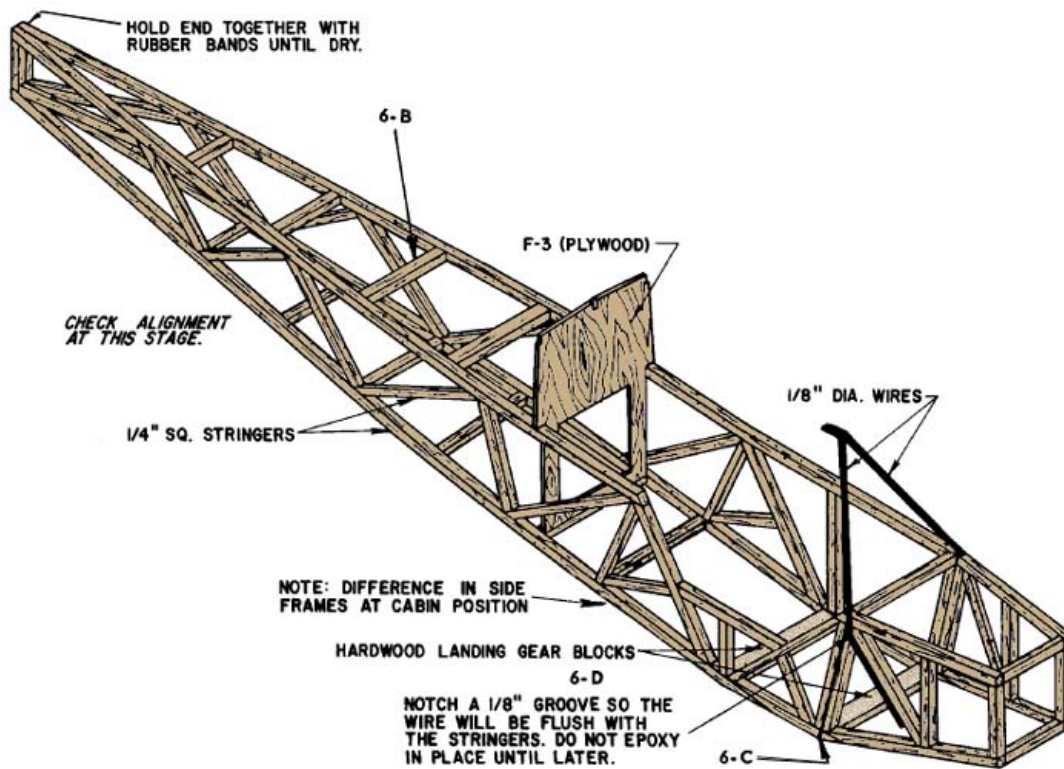 HOLD END TOGETHER WITH
RUBBER BANDS UNTIL DRY.
6-B
F-3 (PLYWOOD)
CHECK ALIGNMENT
AT THIS STAGE.
1/8" DIA. WIRES
1/4" SQ. STRINGERS
NOTE: DIFFERENCE IN SIDE
FRAMES AT CABIN POSITION
HARDWOOD LANDING GEAR BLOCKS
6-D
NOTCH A 1/8" GROOVE SO THE
WIRE WILL BE FLUSH WITH
THE STRINGERS. DO NOT EPOXY
IN PLACE UNTIL LATER.
6-C